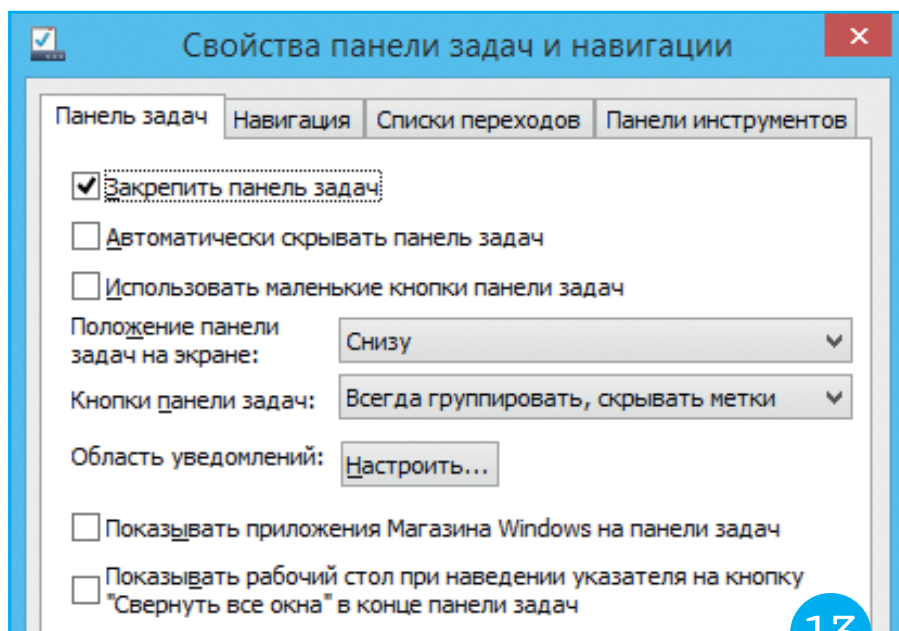 Свойства панели задач и навигации
Панель задач Навигация Списки переходов Панели инструментов
Закрепить панель задач
Автоматически скрывать панель задач
Использовать маленькие кнопки панели задач
Положение панели
задач на экране: Снизу
Кнопки панели задач: Всегда группировать, скрывать метки
Область уведомлений: Настроить...
Показывать приложения Магазина Windows на панели задач
Показывать рабочий стол при наведении указателя на кнопку
"Свернуть все окна" в конце панели задач